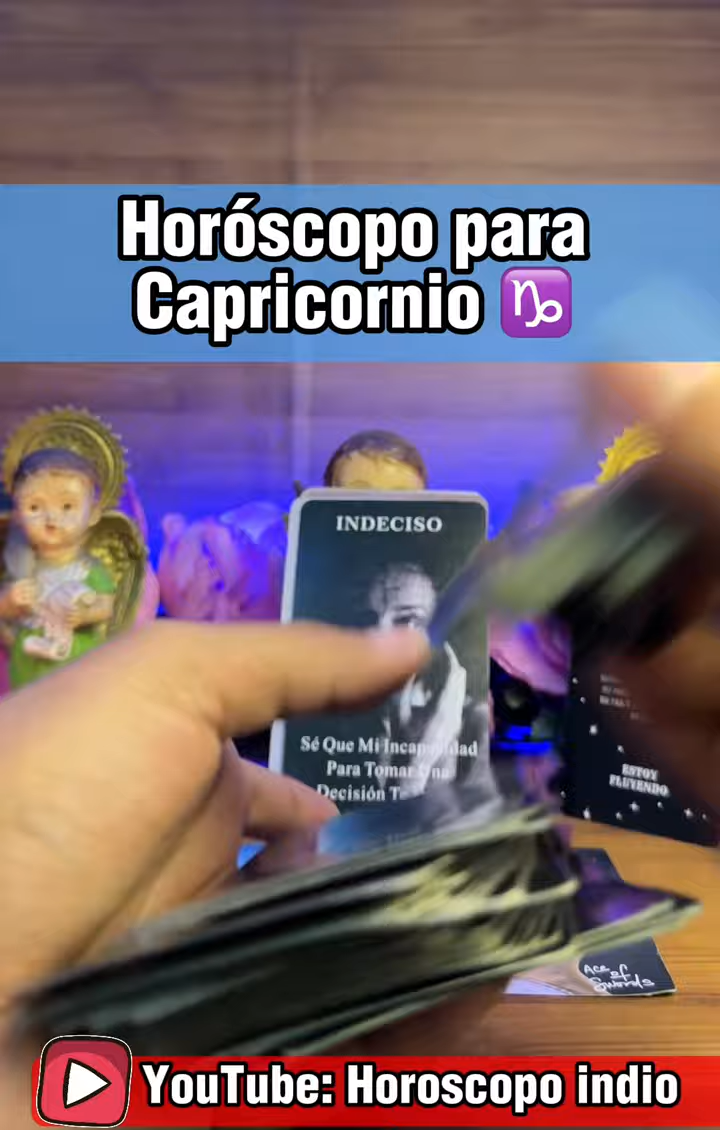 Horóscopo para
Capricornio ♑
INDECISO
Sé Que Mi
Para Tomar
Decisión
ESTOY
FLUYENDO
Ace of
Swords
YouTube: Horoscopo indio